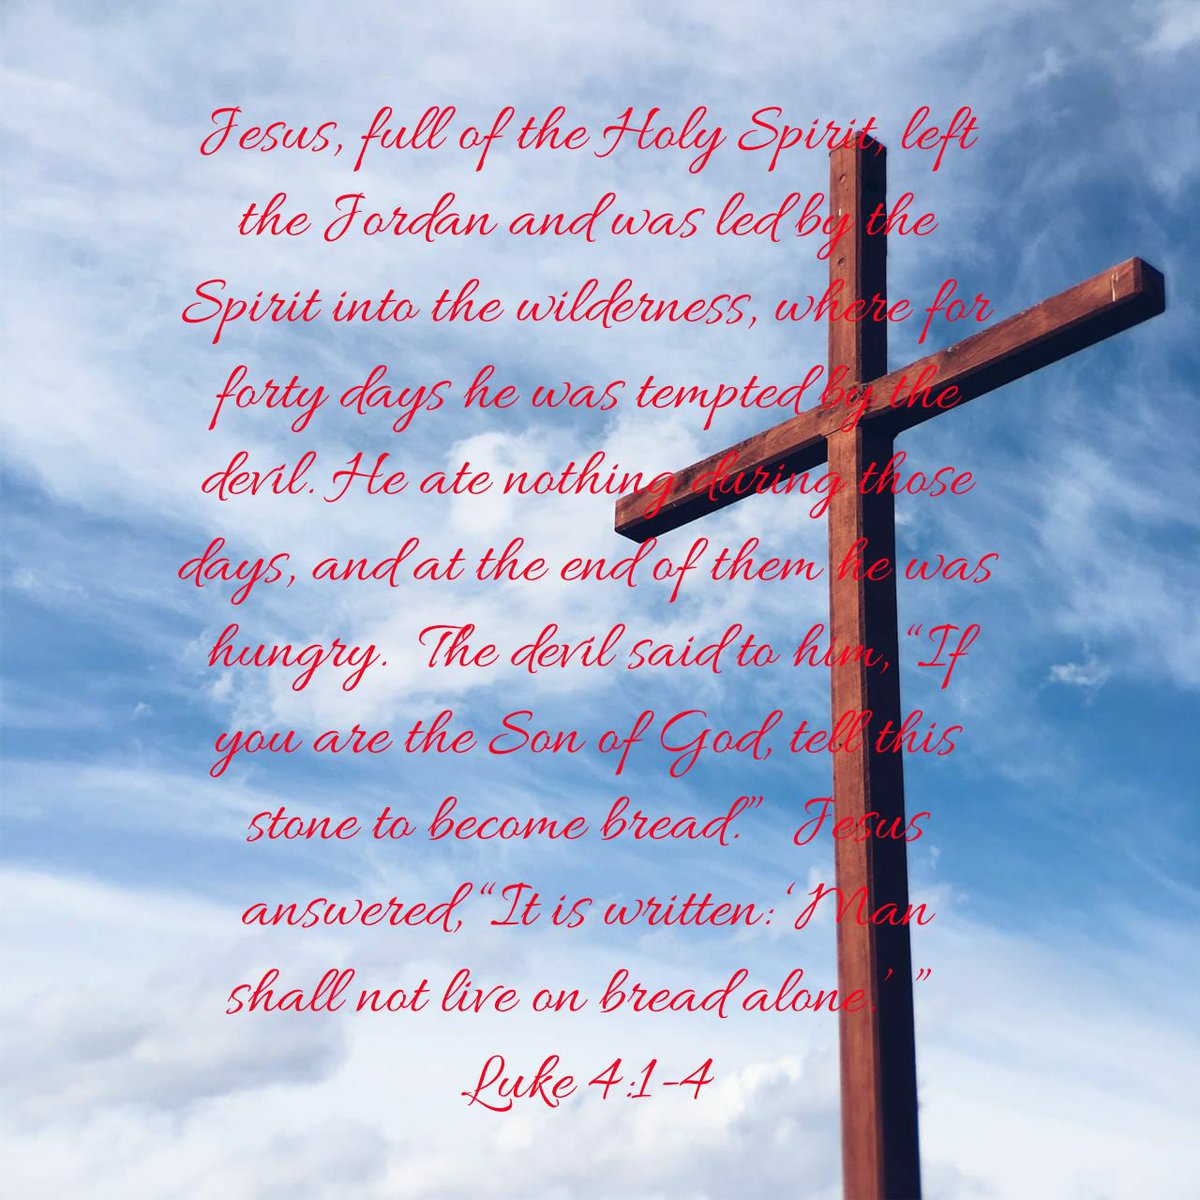 Jesus, full of the Holy Spirit, left
the Jordan and was led by the
Spirit into the wilderness, where for
forty days he was tempted by the
devil. He ate nothing during those
days, and at the end of them he was
hungry. The devil said to him, “If
you are the Son of God, tell this
stone to become bread.” Jesus
answered, “It is written: ‘Man
shall not live on bread alone.’ ”
Luke 4:1-4